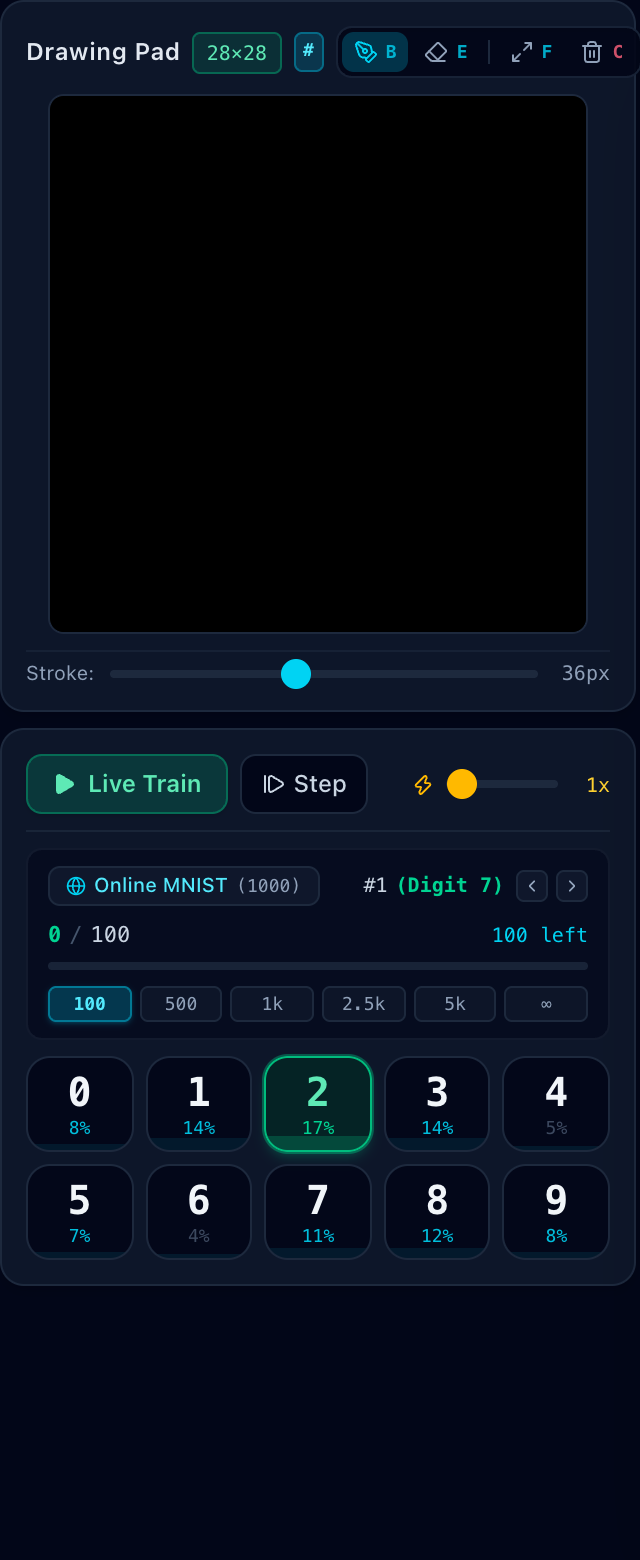 Drawing Pad 28×28 # B E F C
Stroke: 36px
Live Train Step 1x
Online MNIST (1000) #1 (Digit 7)
0 / 100 100 left
100 500 1k 2.5k 5k ∞
0 1 2 3 4
8% 14% 17% 14% 5%
5 6 7 8 9
7% 4% 11% 12% 8%